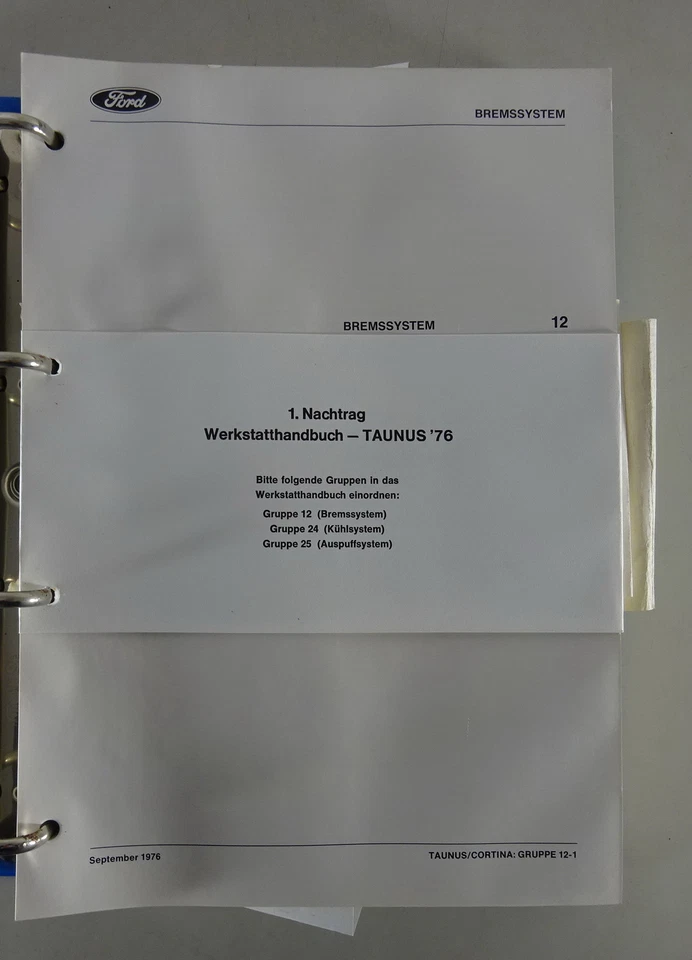 Ford
BREMSSYSTEM
BREMSSYSTEM 12
1. Nachtrag
Werkstatthandbuch — TAUNUS '76
Bitte folgende Gruppen in das
Werkstatthandbuch einordnen:
Gruppe 12 (Bremssystem)
Gruppe 24 (Kühlsystem)
Gruppe 25 (Auspuffsystem)
September 1976 TAUNUS/CORTINA: GRUPPE 12-1